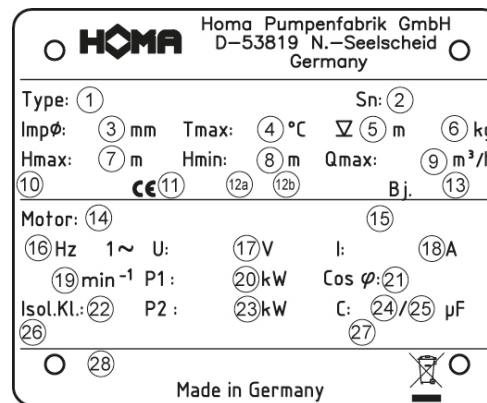 HOMA
Homa Pumpenfabrik GmbH
D–53819 N.–Seelscheid
Germany
Type: 1 Sn: 2
ImpØ: 3 mm Tmax: 4 °C ∇ 5 m 6 kg
Hmax: 7 m Hmin: 8 m Qmax: 9 m³/h
10 CE 11 12a 12b Bj. 13
Motor: 14 15
16 Hz 1~ U: 17 V I: 18 A
19 min⁻¹ P1: 20 kW Cos φ: 21
Isol.Kl.: 22 P2 : 23 kW C: 24 / 25 µF
26 27
28
Made in Germany